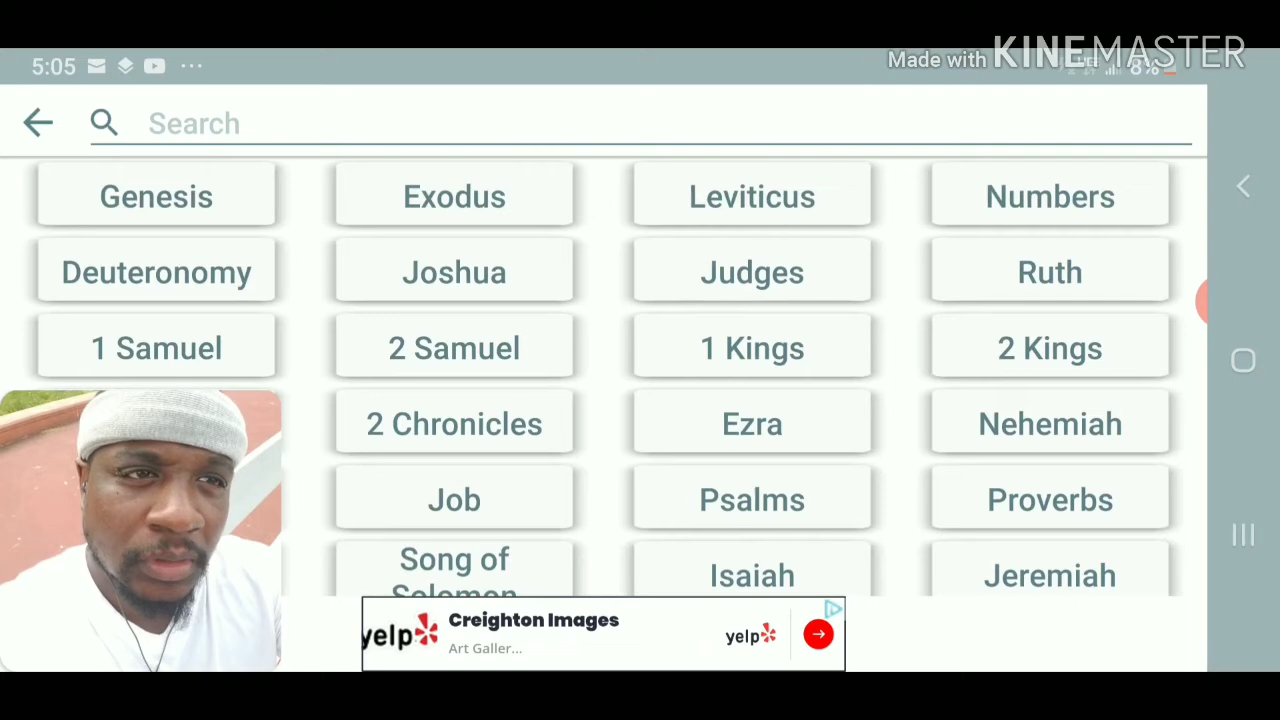 Made with KINEMASTER
5:05 ... 8%
Search
Genesis Exodus Leviticus Numbers
Deuteronomy Joshua Judges Ruth
1 Samuel 2 Samuel 1 Kings 2 Kings
2 Chronicles Ezra Nehemiah
Job Psalms Proverbs
Song of
Solomon Isaiah Jeremiah
yelp Creighton Images yelp
Art Galler...